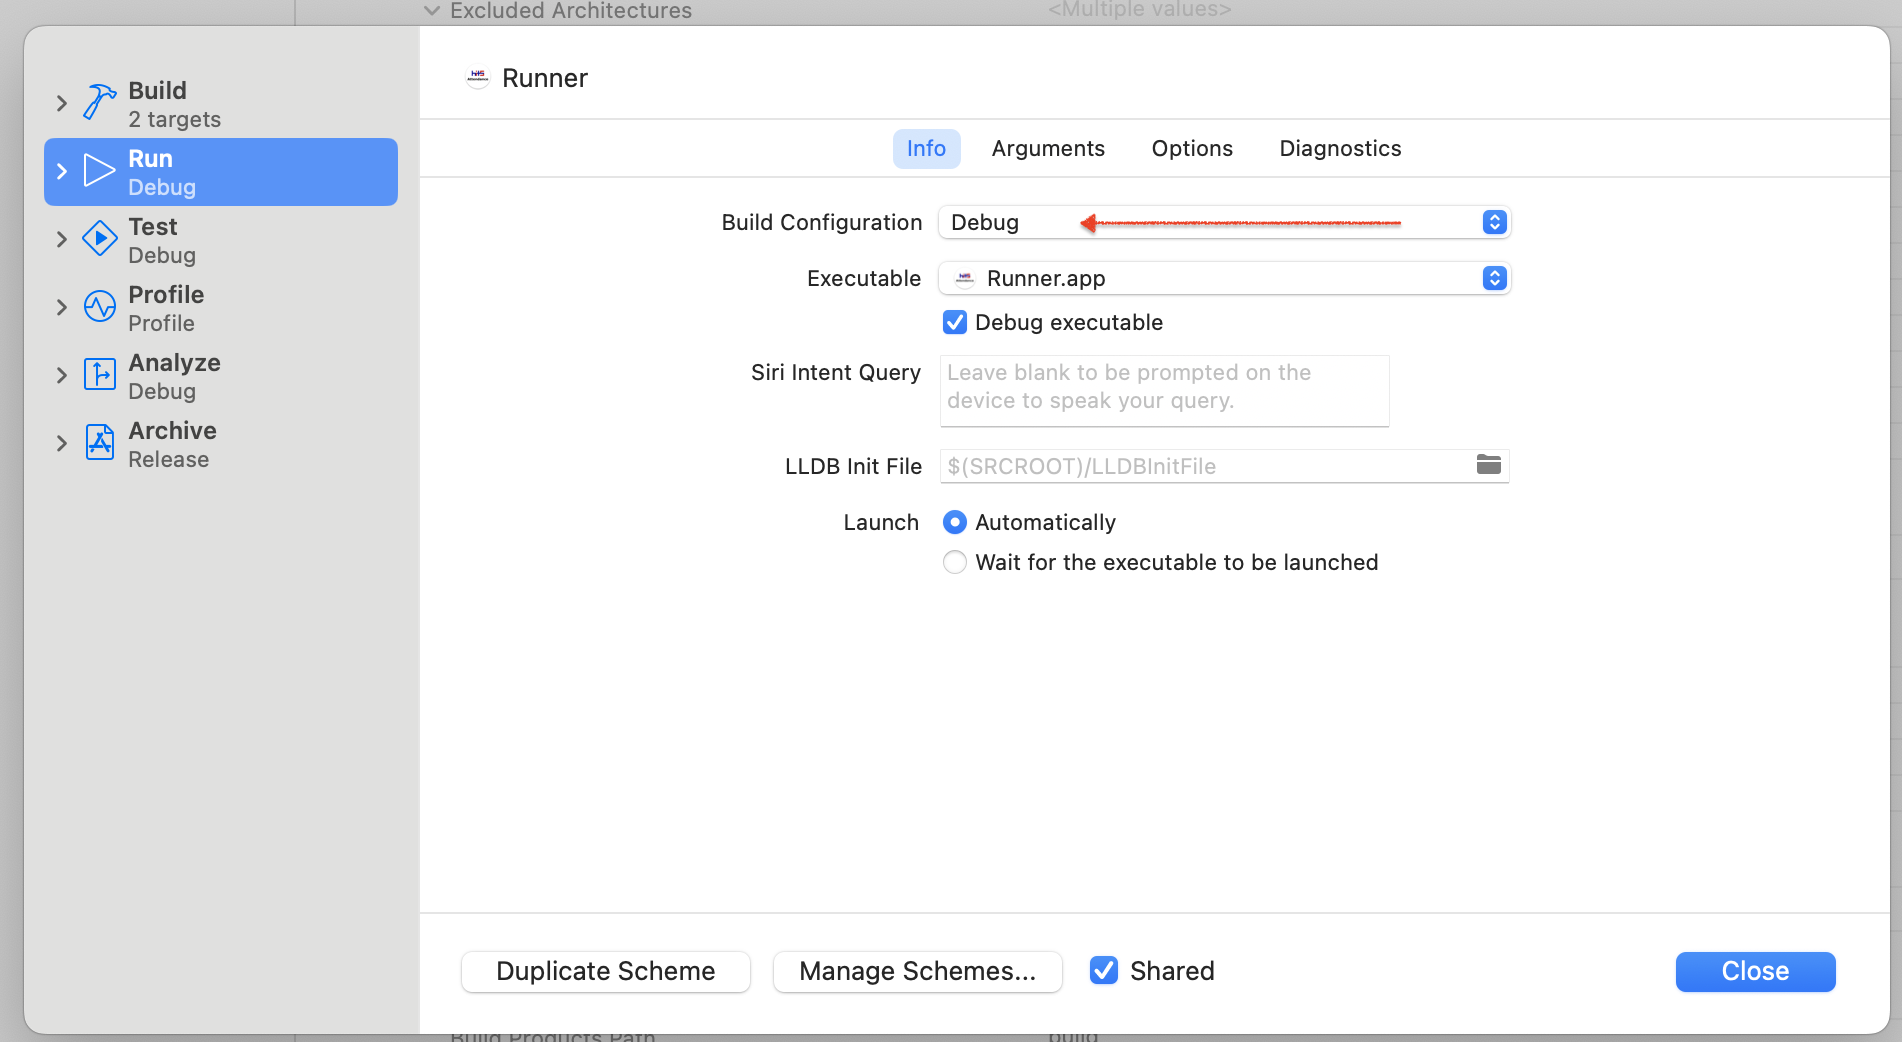 Excluded Architectures
<Multiple values>
Build
2 targets
Run
Debug
Test
Debug
Profile
Profile
Analyze
Debug
Archive
Release
Runner
Info
Arguments
Options
Diagnostics
Build Configuration
Debug
Executable
Runner.app
Debug executable
Siri Intent Query
Leave blank to be prompted on the
device to speak your query.
LLDB Init File
$(SRCROOT)/LLDBInitFile
Launch
Automatically
Wait for the executable to be launched
Duplicate Scheme
Manage Schemes...
Shared
Close
Build Products Path
build